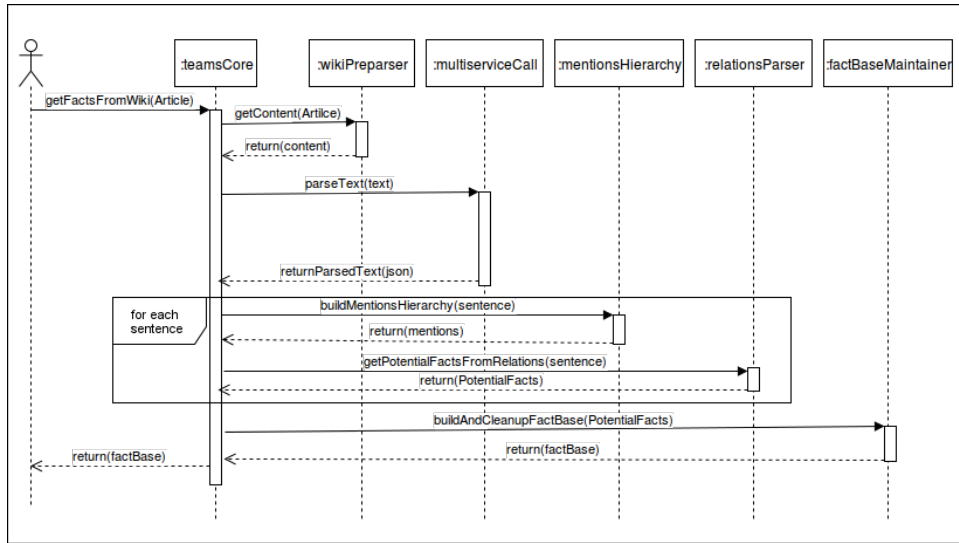 :teamsCore
:wikiPreparser
:multiserviceCall
:mentionsHierarchy
:relationsParser
:factBaseMaintainer
getFactsFromWiki(Article)
getContent(Artilce)
return(content)
parseText(text)
returnParsedText(json)
for each
sentence
buildMentionsHierarchy(sentence)
return(mentions)
getPotentialFactsFromRelations(sentence)
return(PotentialFacts)
buildAndCleanupFactBase(PotentialFacts)
return(factBase)
return(factBase)